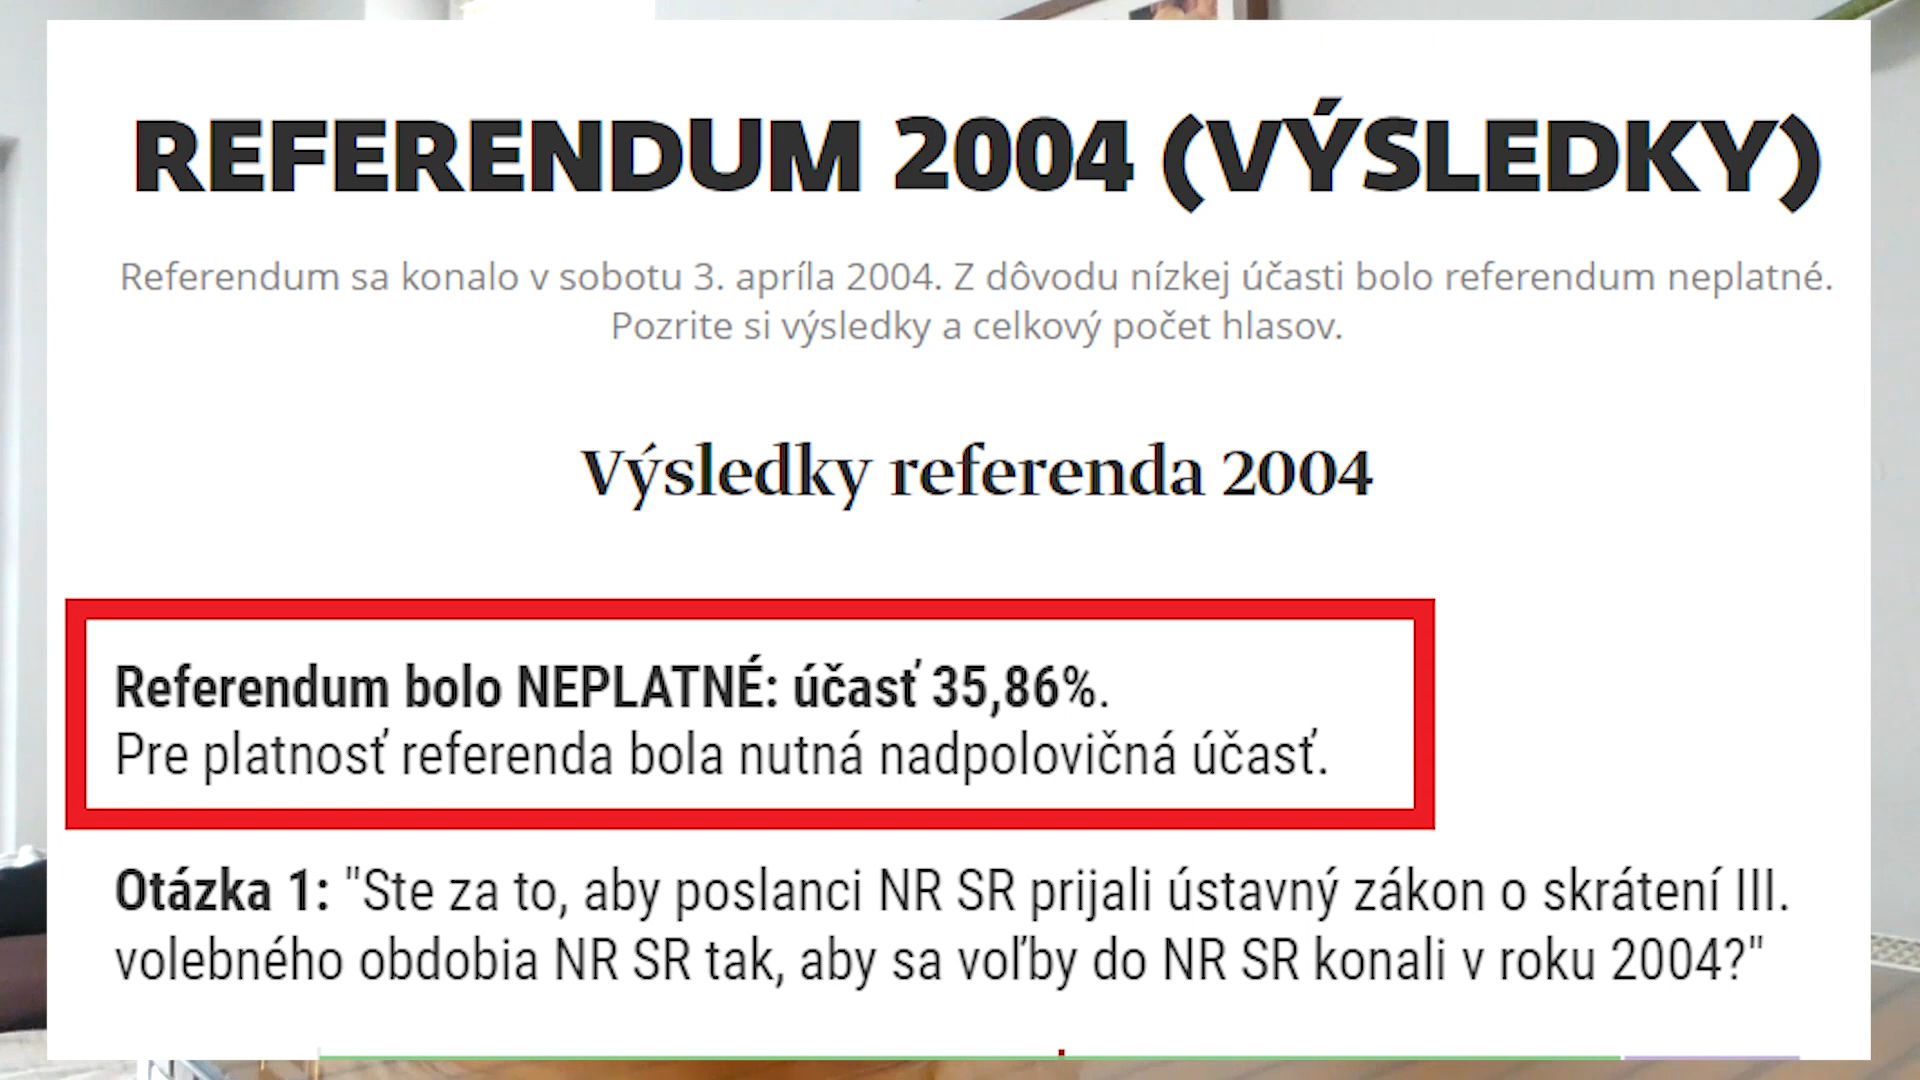 REFERENDUM 2004 (VÝSLEDKY)
Referendum sa konalo v sobotu 3. apríla 2004. Z dôvodu nízkej účasti bolo referendum neplatné.
Pozrite si výsledky a celkový počet hlasov.
Výsledky referenda 2004
Referendum bolo NEPLATNÉ: účasť 35,86%.
Pre platnosť referenda bola nutná nadpolovičná účasť.
Otázka 1: "Ste za to, aby poslanci NR SR prijali ústavný zákon o skrátení III.
volebného obdobia NR SR tak, aby sa voľby do NR SR konali v roku 2004?"